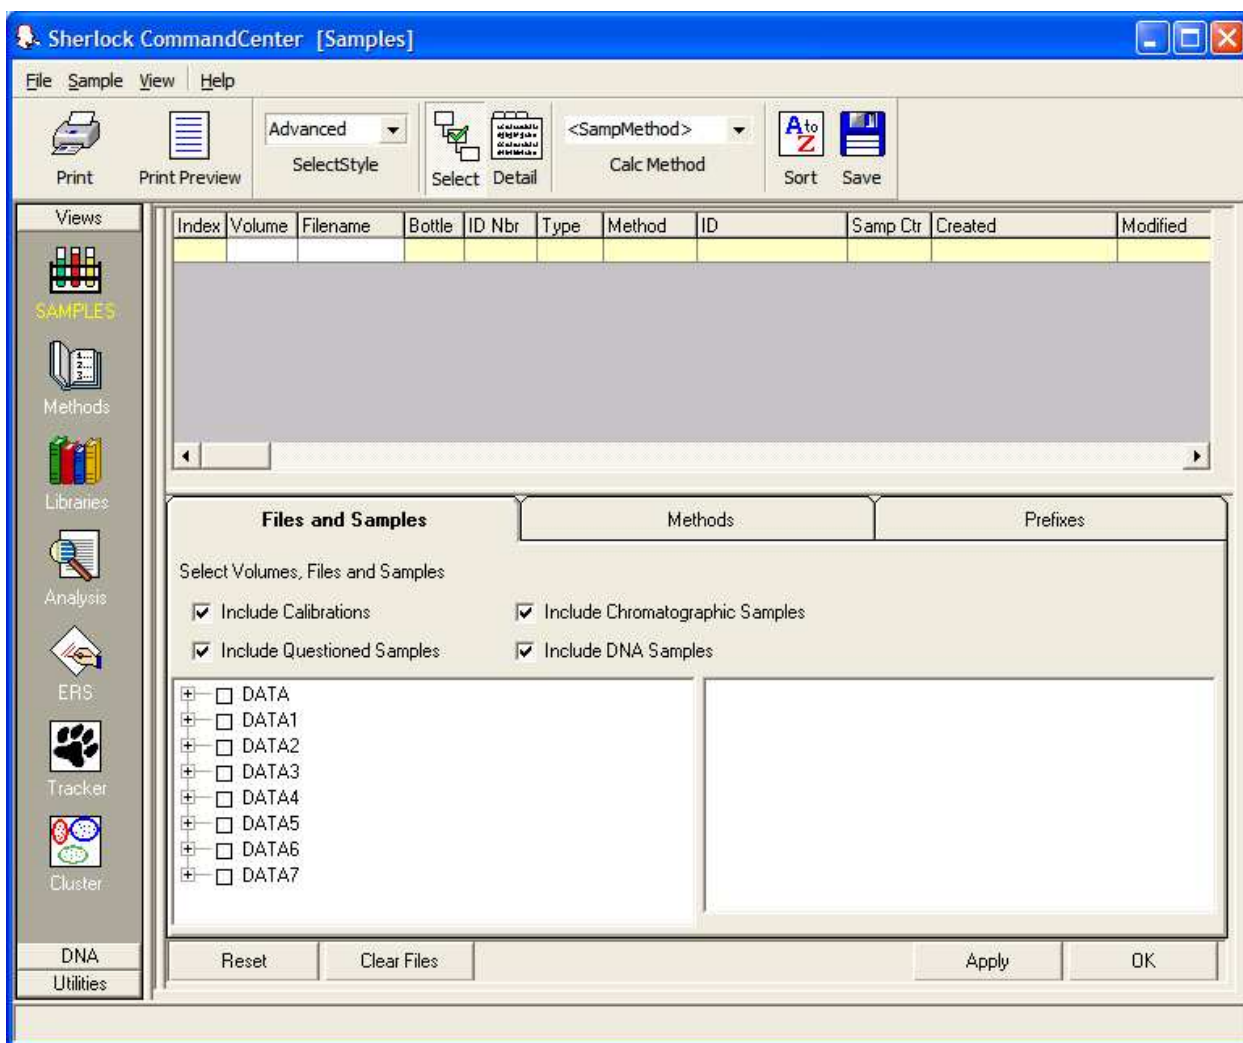 Sherlock CommandCenter [Samples]
File Sample View Help
Advanced <SampMethod> A to Z
Print Print Preview SelectStyle Select Detail Calc Method Sort Save
Views
Index Volume Filename Bottle ID Nbr Type Method ID Samp Ctr Created Modified
SAMPLES
Methods
Libraries
Analysis
ERS
Tracker
Cluster
DNA
Utilities
Files and Samples Methods Prefixes
Select Volumes, Files and Samples
Include Calibrations Include Chromatographic Samples
Include Questioned Samples Include DNA Samples
DATA
DATA1
DATA2
DATA3
DATA4
DATA5
DATA6
DATA7
Reset Clear Files Apply OK